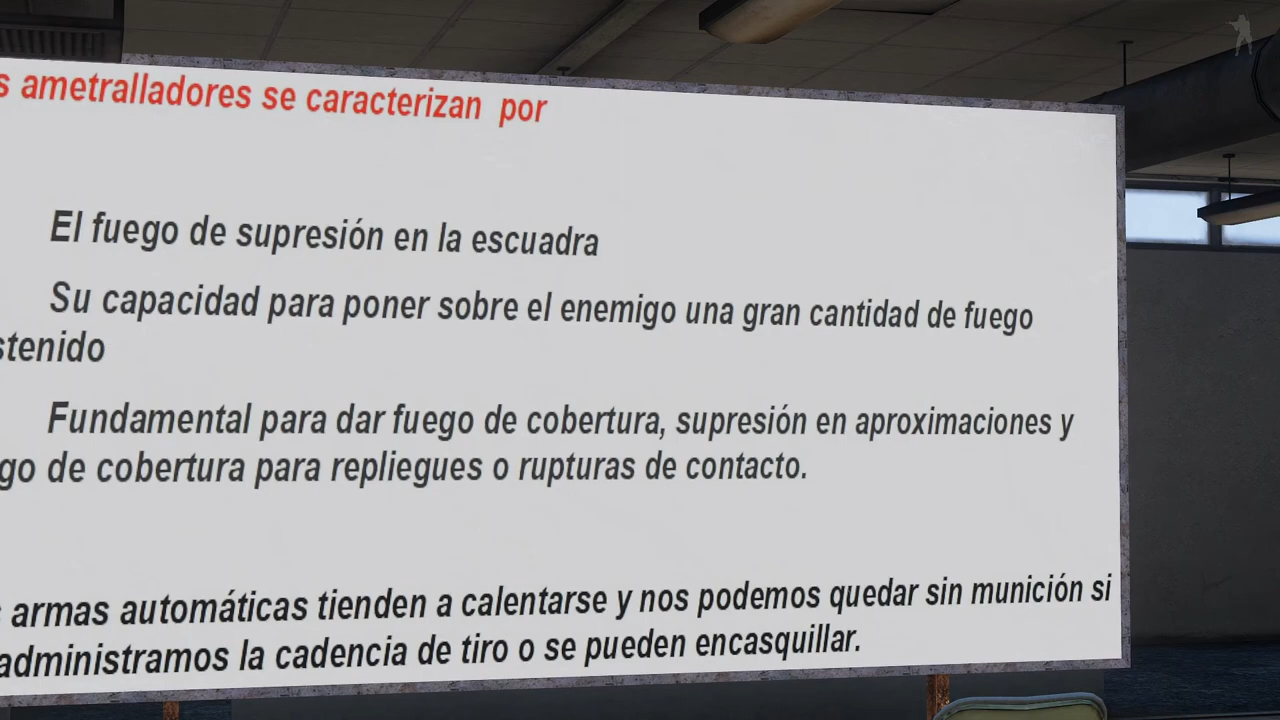 ametralladores se caracterizan por
El fuego de supresión en la escuadra
Su capacidad para poner sobre el enemigo una gran cantidad de fuego
stenido
Fundamental para dar fuego de cobertura, supresión en aproximaciones y
go de cobertura para repliegues o rupturas de contacto.
armas automáticas tienden a calentarse y nos podemos quedar sin munición si
administramos la cadencia de tiro o se pueden encasquillar.